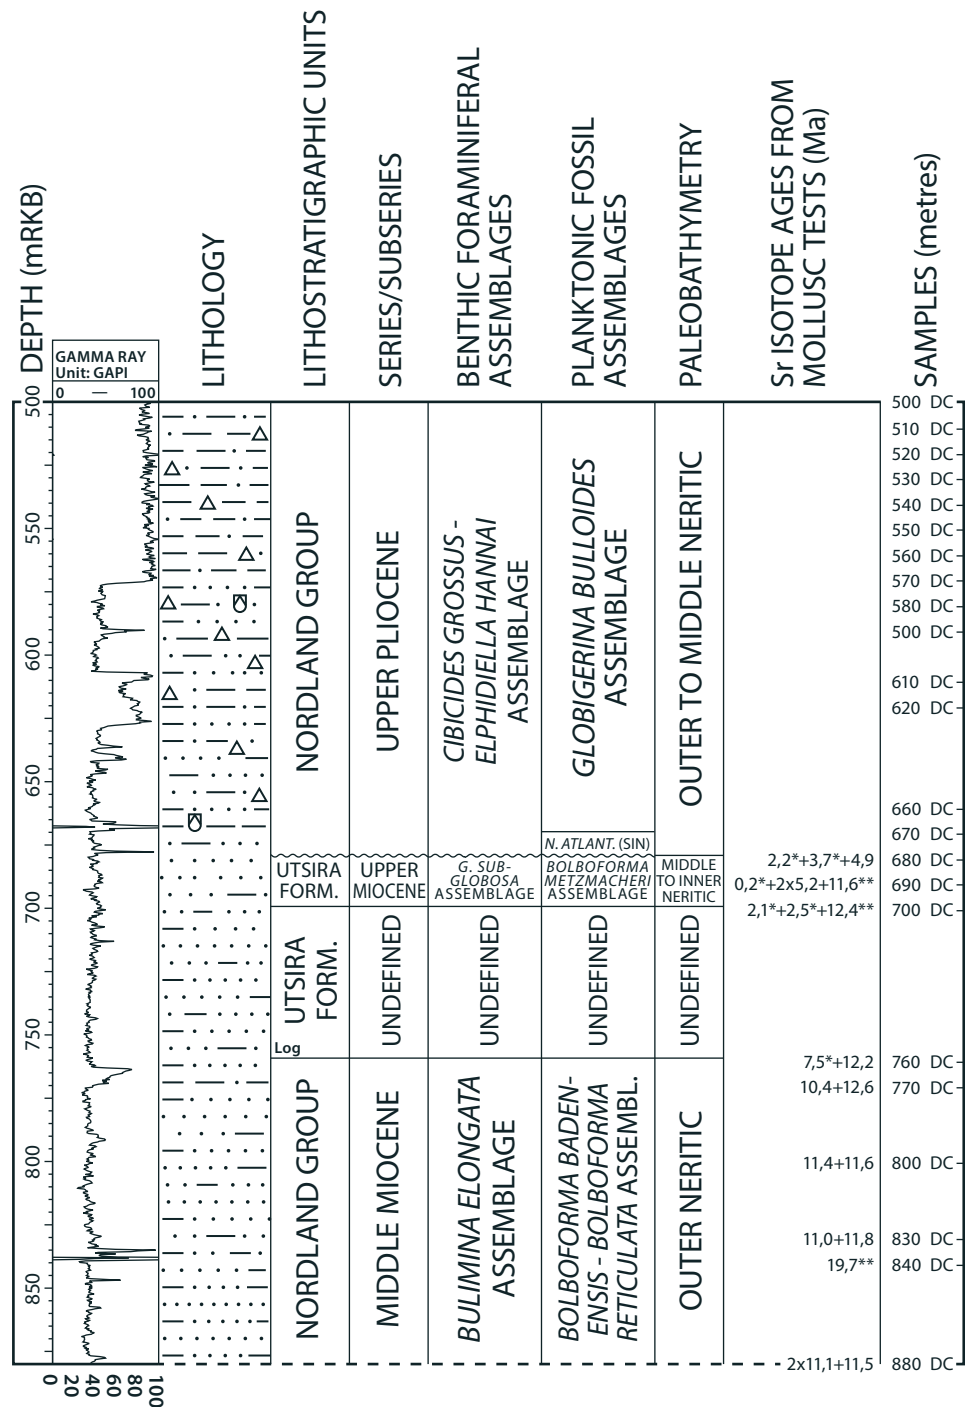 DEPTH (mRKB)
LITHOLOGY
LITHOSTRATIGRAPHIC UNITS
SERIES/SUBSERIES
BENTHIC FORAMINIFERAL
ASSEMBLAGES
PLANKTONIC FOSSIL
ASSEMBLAGES
PALEOBATHYMETRY
Sr ISOTOPE AGES FROM
MOLLUSC TESTS (Ma)
SAMPLES (metres)
GAMMA RAY
Unit: GAPI
0 — 100
500
550
600
650
700
750
800
850
0
20
40
60
80
100
NORDLAND GROUP
UPPER PLIOCENE
CIBICIDES GROSSUS -
ELPHIDIELLA HANNAI
ASSEMBLAGE
GLOBIGERINA BULLOIDES
ASSEMBLAGE
OUTER TO MIDDLE NERITIC
N. ATLANT. (SIN)
UTSIRA
FORM.
UPPER
MIOCENE
G. SUB-
GLOBOSA
ASSEMBLAGE
BOLBOFORMA
METZMACHERI
ASSEMBLAGE
MIDDLE
TO INNER
NERITIC
UTSIRA
FORM.
Log
UNDEFINED
UNDEFINED
UNDEFINED
UNDEFINED
NORDLAND GROUP
MIDDLE MIOCENE
BULIMINA ELONGATA
ASSEMBLAGE
BOLBOFORMA BADEN-
ENSIS - BOLBOFORMA
RETICULATA ASSEMBL.
OUTER NERITIC
2,2*+3,7*+4,9
0,2*+2x5,2+11,6**
2,1*+2,5*+12,4**
7,5*+12,2
10,4+12,6
11,4+11,6
11,0+11,8
19,7**
2x11,1+11,5
500 DC
510 DC
520 DC
530 DC
540 DC
550 DC
560 DC
570 DC
580 DC
500 DC
610 DC
620 DC
660 DC
670 DC
680 DC
690 DC
700 DC
760 DC
770 DC
800 DC
830 DC
840 DC
880 DC